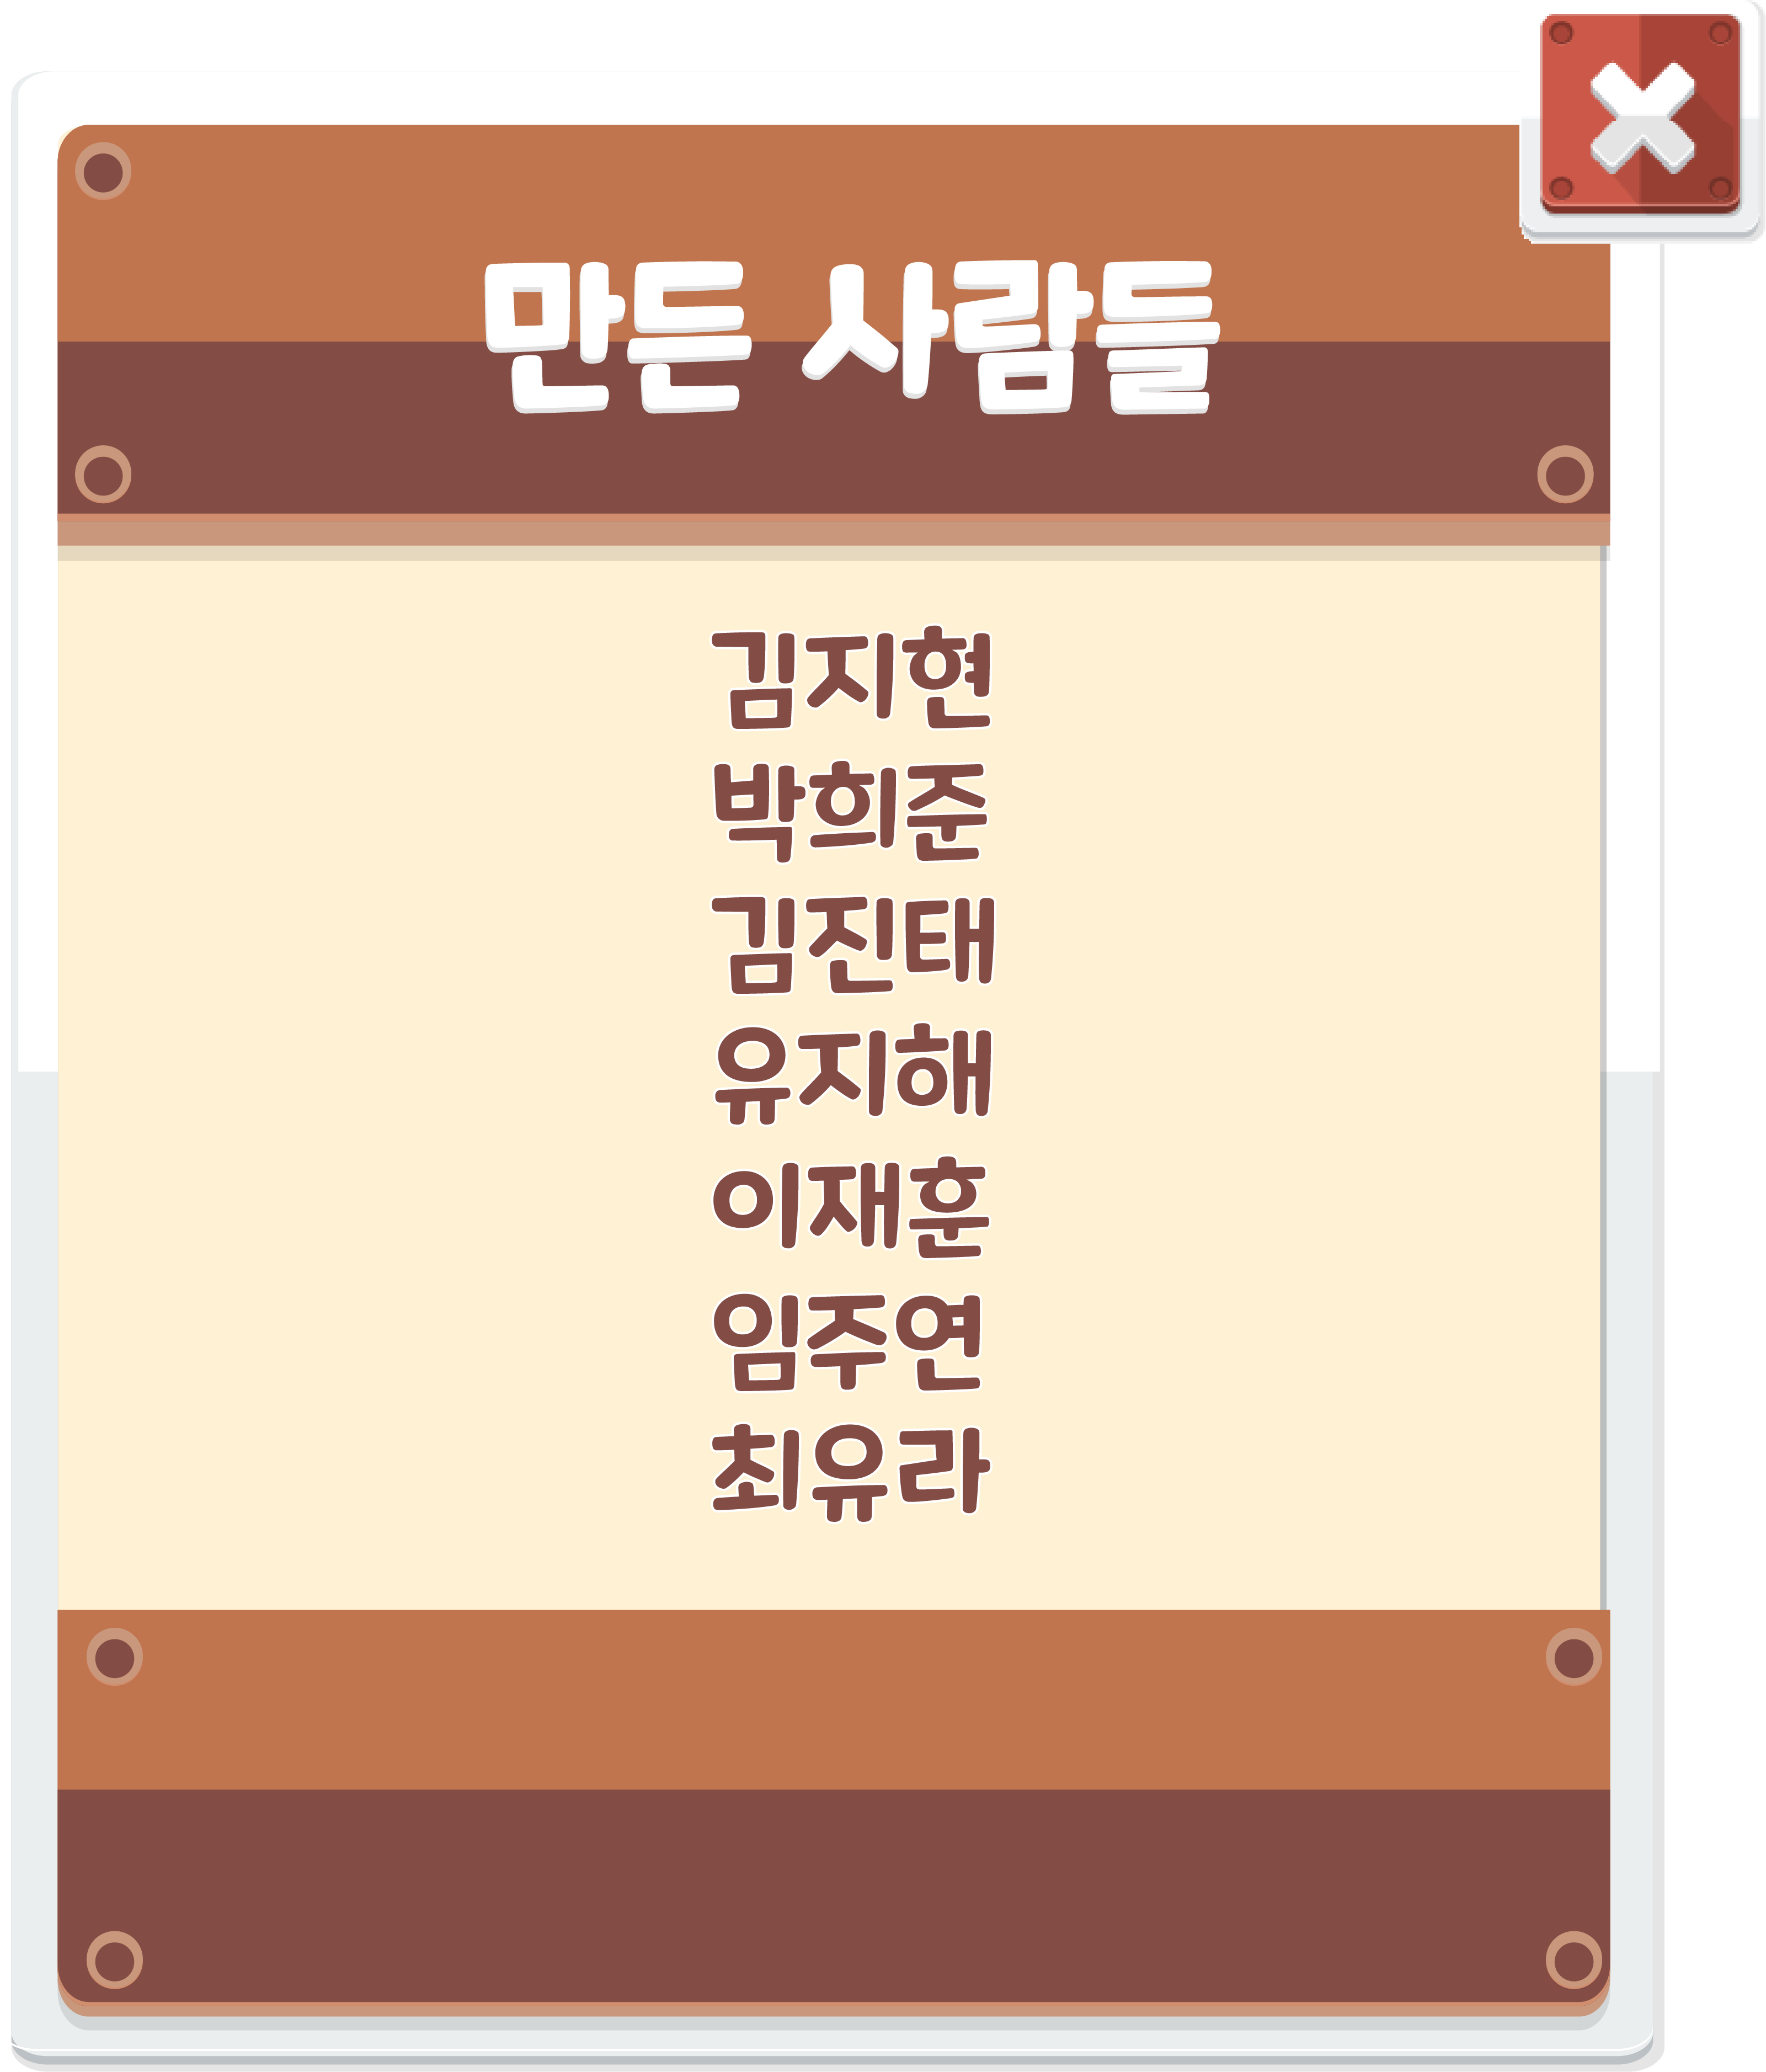 만든 사람들
김지현
박희준
김진태
유지해
이재훈
임주연
최유라